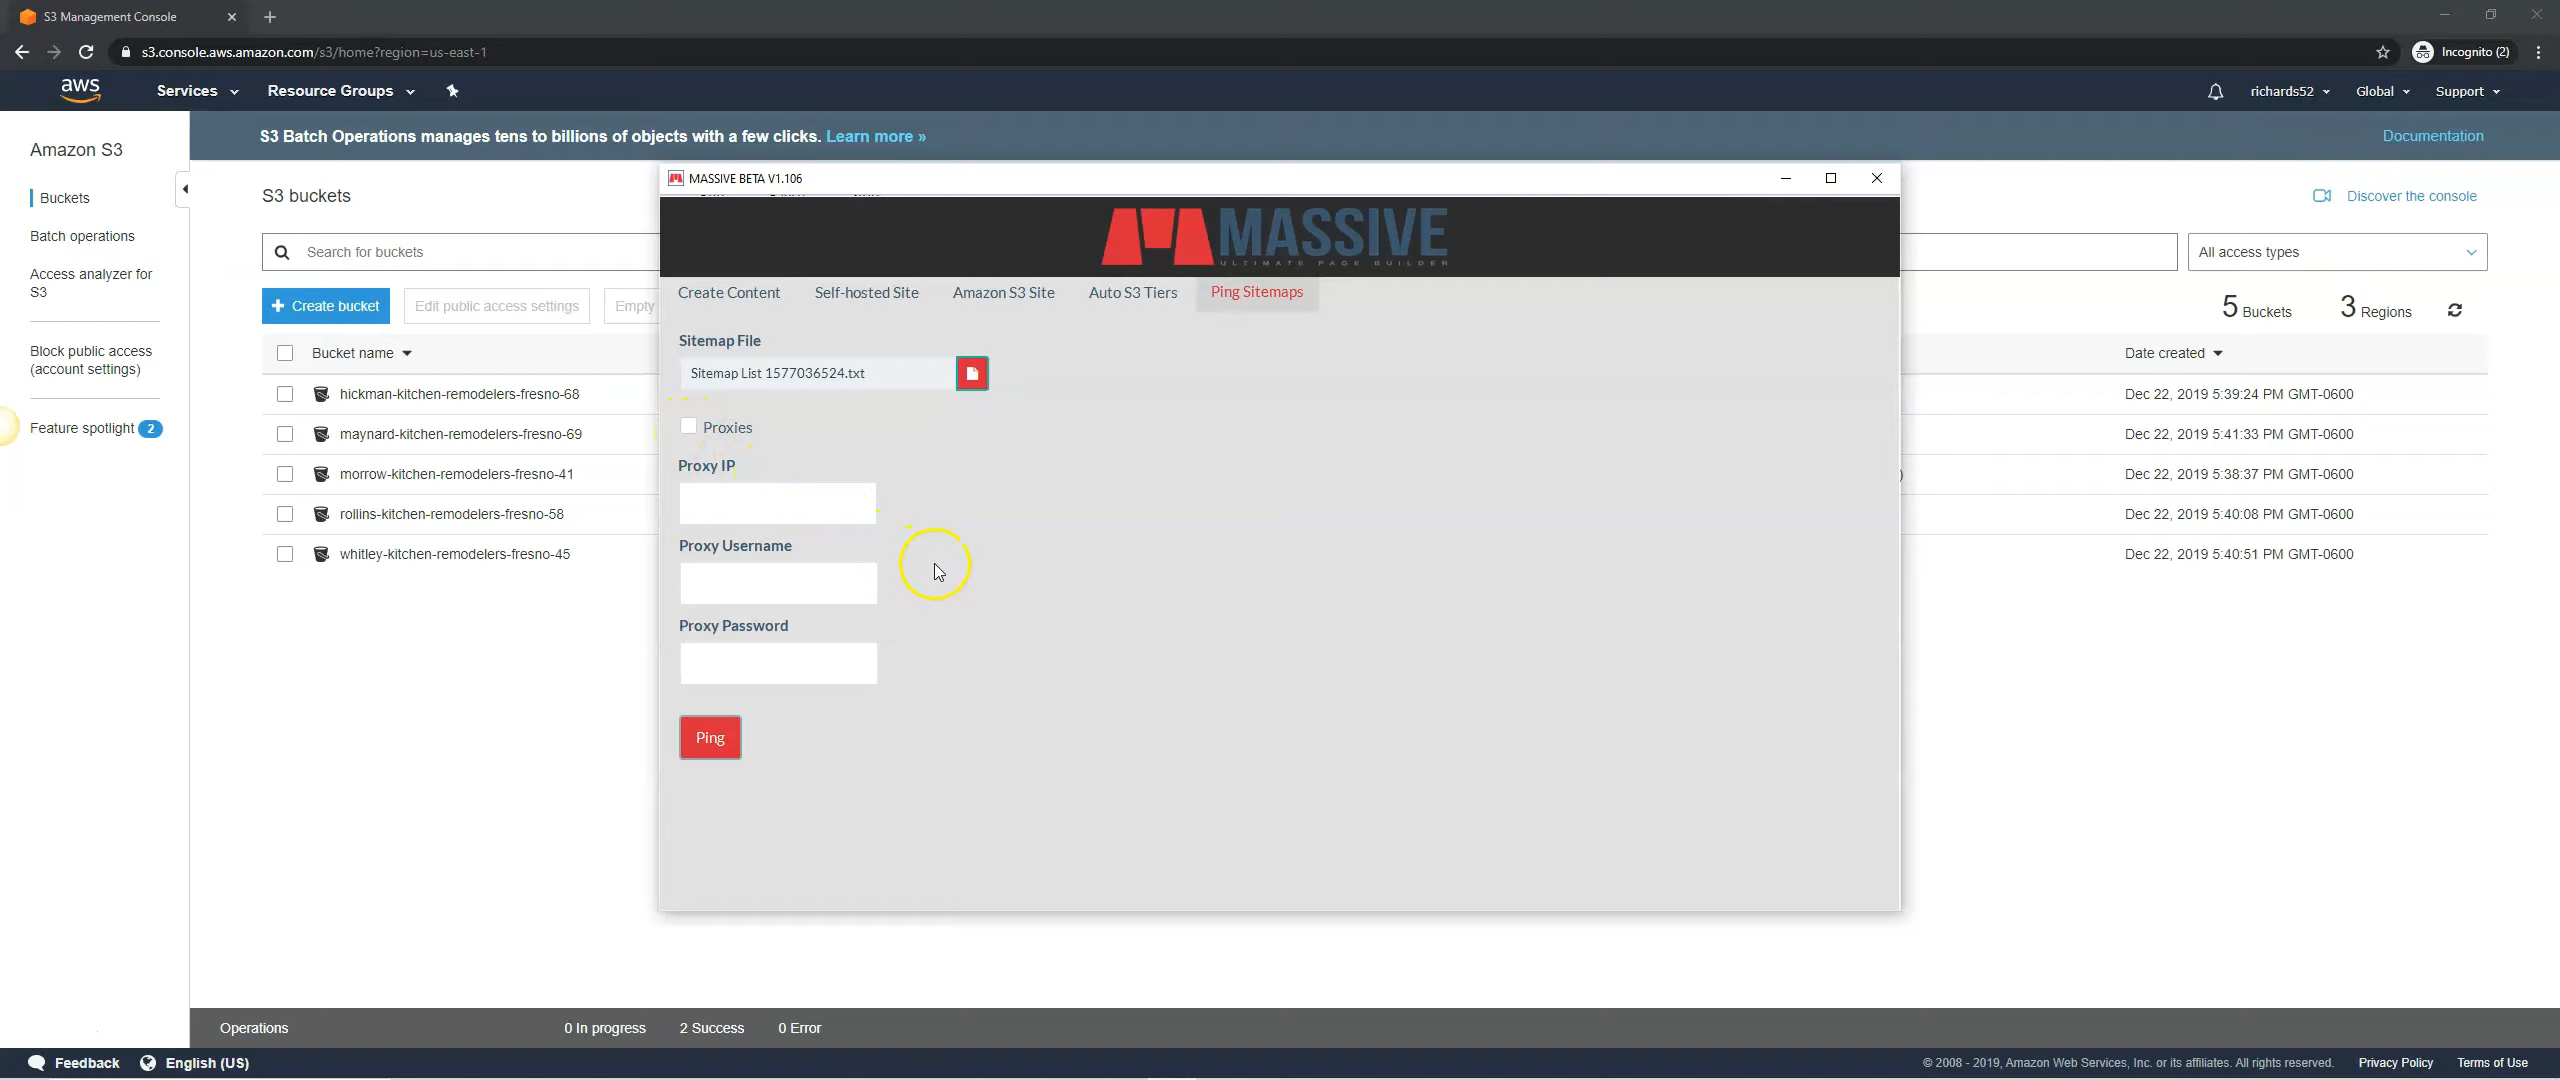 S3 Management Console
s3.console.aws.amazon.com/s3/home?region=us-east-1
Incognito (2)
aws
Services
Resource Groups
richards52
Global
Support
Amazon S3
Buckets
Batch operations
Access analyzer for
S3
Block public access
(account settings)
Feature spotlight 2
S3 Batch Operations manages tens to billions of objects with a few clicks. Learn more »
Documentation
S3 buckets
Discover the console
Search for buckets
All access types
+ Create bucket
Edit public access settings
Empty
5 Buckets
3 Regions
Bucket name
Date created
hickman-kitchen-remodelers-fresno-68
Dec 22, 2019 5:39:24 PM GMT-0600
maynard-kitchen-remodelers-fresno-69
Dec 22, 2019 5:41:33 PM GMT-0600
morrow-kitchen-remodelers-fresno-41
)
Dec 22, 2019 5:38:37 PM GMT-0600
rollins-kitchen-remodelers-fresno-58
Dec 22, 2019 5:40:08 PM GMT-0600
whitley-kitchen-remodelers-fresno-45
Dec 22, 2019 5:40:51 PM GMT-0600
MASSIVE BETA V1.106
MASSIVE
ULTIMATE PAGE BUILDER
Create Content
Self-hosted Site
Amazon S3 Site
Auto S3 Tiers
Ping Sitemaps
Sitemap File
Sitemap List 1577036524.txt
Proxies
Proxy IP
Proxy Username
Proxy Password
Ping
Operations
0 In progress
2 Success
0 Error
Feedback
English (US)
© 2008 - 2019, Amazon Web Services, Inc. or its affiliates. All rights reserved.
Privacy Policy
Terms of Use